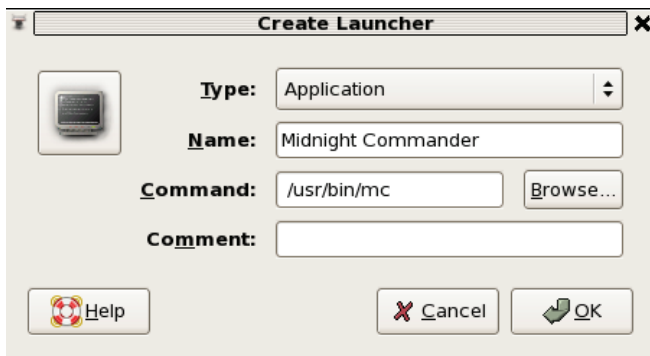 Create Launcher
Type: Application
Name: Midnight Commander
Command: /usr/bin/mc Browse...
Comment:
Help Cancel OK